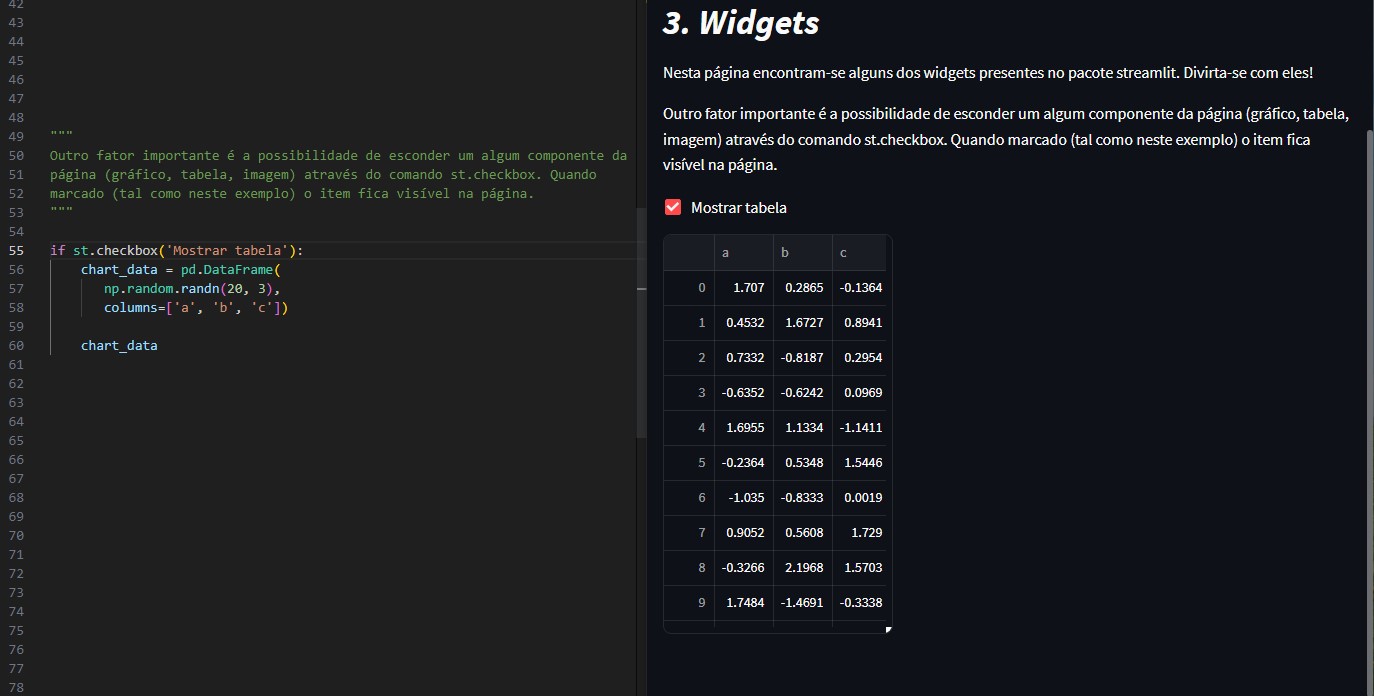 42
43
44
45
46
47
48
49 """
50 Outro fator importante é a possibilidade de esconder um algum componente da
51 página (gráfico, tabela, imagem) através do comando st.checkbox. Quando
52 marcado (tal como neste exemplo) o item fica visível na página.
53 """
54
55 if st.checkbox('Mostrar tabela'):
56 chart_data = pd.DataFrame(
57 np.random.randn(20, 3),
58 columns=['a', 'b', 'c'])
59
60 chart_data
61
62
63
64
65
66
67
68
69
70
71
72
73
74
75
76
77
78
3. Widgets
Nesta página encontram-se alguns dos widgets presentes no pacote streamlit. Divirta-se com eles!
Outro fator importante é a possibilidade de esconder um algum componente da página (gráfico, tabela,
imagem) através do comando st.checkbox. Quando marcado (tal como neste exemplo) o item fica
visível na página.
Mostrar tabela
a b c
0 1.707 0.2865 -0.1364
1 0.4532 1.6727 0.8941
2 0.7332 -0.8187 0.2954
3 -0.6352 -0.6242 0.0969
4 1.6955 1.1334 -1.1411
5 -0.2364 0.5348 1.5446
6 -1.035 -0.8333 0.0019
7 0.9052 0.5608 1.729
8 -0.3266 2.1968 1.5703
9 1.7484 -1.4691 -0.3338